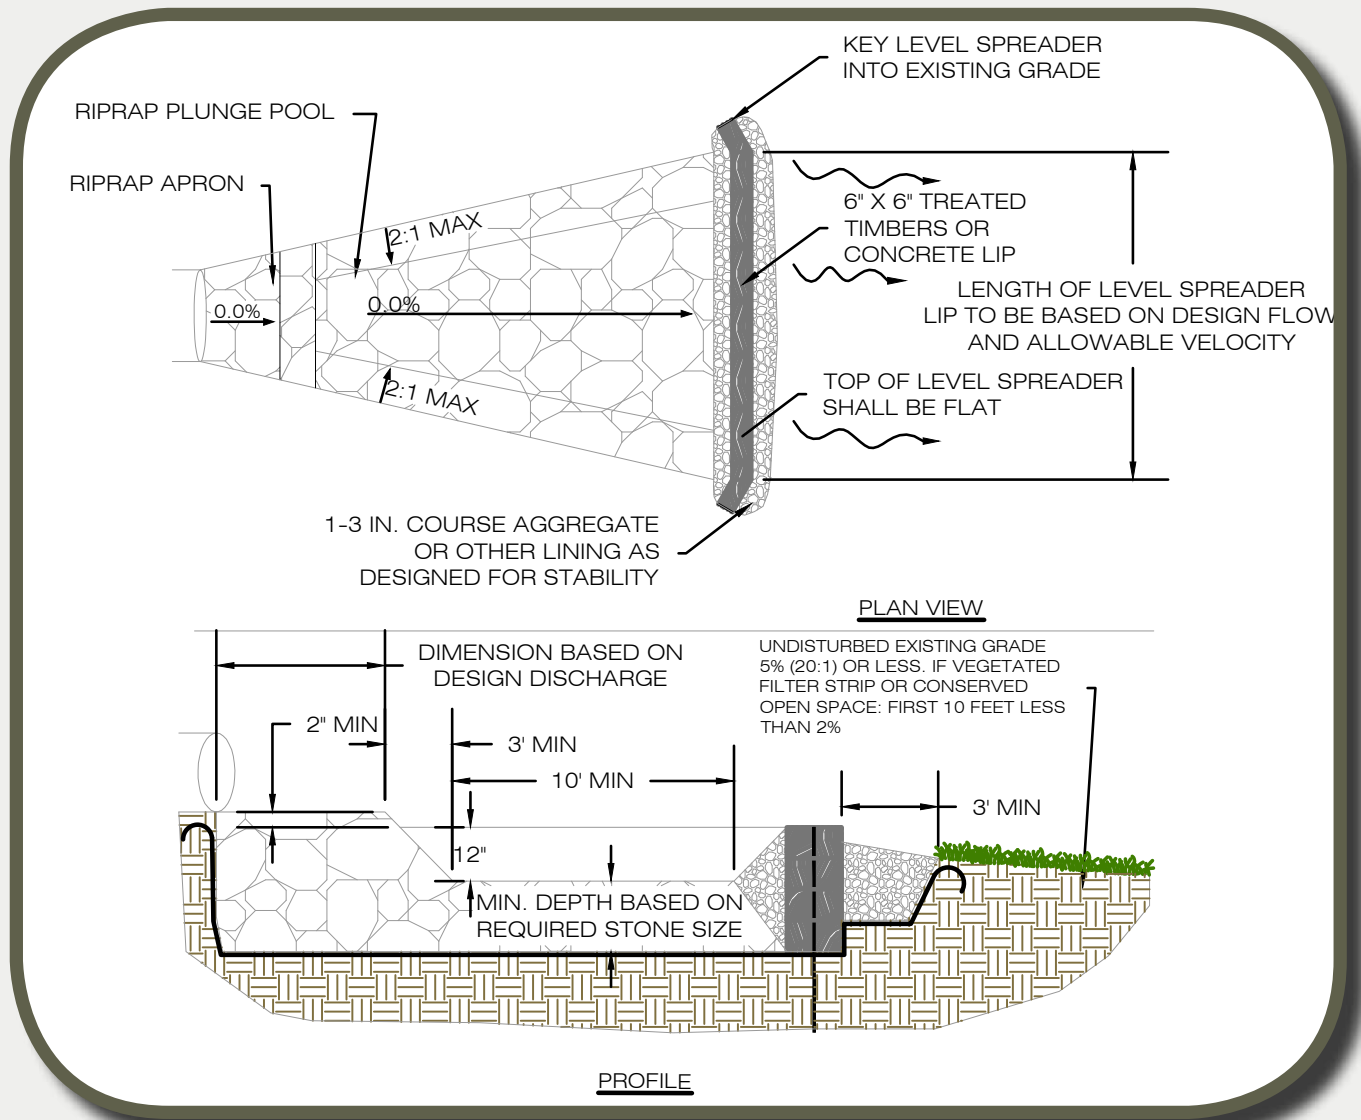 KEY LEVEL SPREADER
INTO EXISTING GRADE
RIPRAP PLUNGE POOL
RIPRAP APRON
2:1 MAX
6" X 6" TREATED
TIMBERS OR
CONCRETE LIP
0.0%
0.0%
LENGTH OF LEVEL SPREADER
LIP TO BE BASED ON DESIGN FLOW
AND ALLOWABLE VELOCITY
2:1 MAX
TOP OF LEVEL SPREADER
SHALL BE FLAT
1-3 IN. COURSE AGGREGATE
OR OTHER LINING AS
DESIGNED FOR STABILITY
PLAN VIEW
DIMENSION BASED ON
DESIGN DISCHARGE
UNDISTURBED EXISTING GRADE
5% (20:1) OR LESS. IF VEGETATED
FILTER STRIP OR CONSERVED
OPEN SPACE: FIRST 10 FEET LESS
THAN 2%
2" MIN
3' MIN
10' MIN
3' MIN
12"
MIN. DEPTH BASED ON
REQUIRED STONE SIZE
PROFILE